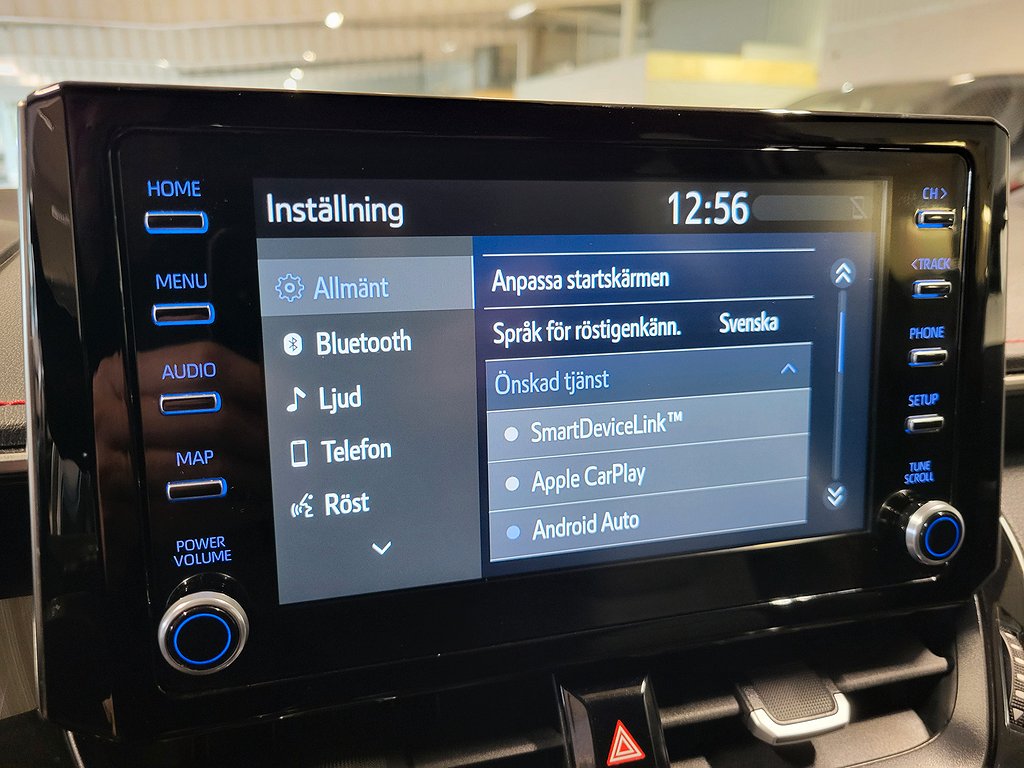 HOME
MENU
AUDIO
MAP
POWER
VOLUME
Inställning
12:56
Allmänt
Bluetooth
Ljud
Telefon
Röst
Anpassa startskärmen
Språk för röstigenkänn. Svenska
Önskad tjänst
SmartDeviceLink™
Apple CarPlay
Android Auto
CH>
<TRACK
PHONE
SETUP
TUNE
SCROLL